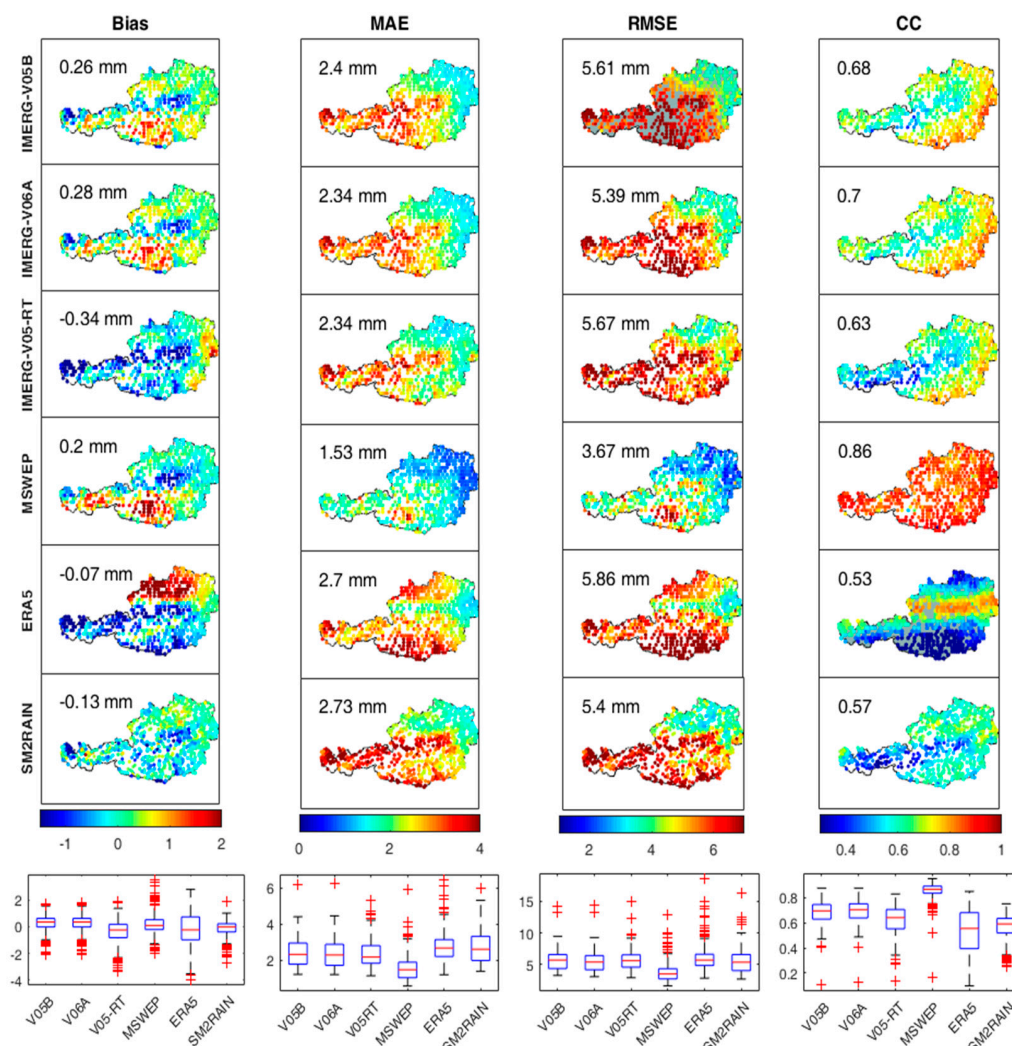 Bias MAE RMSE CC
IMERG-V05B 0.26 mm 2.4 mm 5.61 mm 0.68
IMERG-V06A 0.28 mm 2.34 mm 5.39 mm 0.7
IMERG-V05-RT -0.34 mm 2.34 mm 5.67 mm 0.63
MSWEP 0.2 mm 1.53 mm 3.67 mm 0.86
ERA5 -0.07 mm 2.7 mm 5.86 mm 0.53
SM2RAIN -0.13 mm 2.73 mm 5.4 mm 0.57
-1 0 1 2 0 2 4 2 4 6 0.4 0.6 0.8 1
2
0
-2
-4
V05B V06A V05-RT MSWEP ERA5 SM2RAIN
6
4
2
V05B V06A V05RT MSWEP ERA5 SM2RAIN
15
10
5
V05B V06A V05RT MSWEP ERA5 SM2RAIN
0.8
0.6
0.4
0.2
V05B V06A V05-RT MSWEP ERA5 SM2RAIN